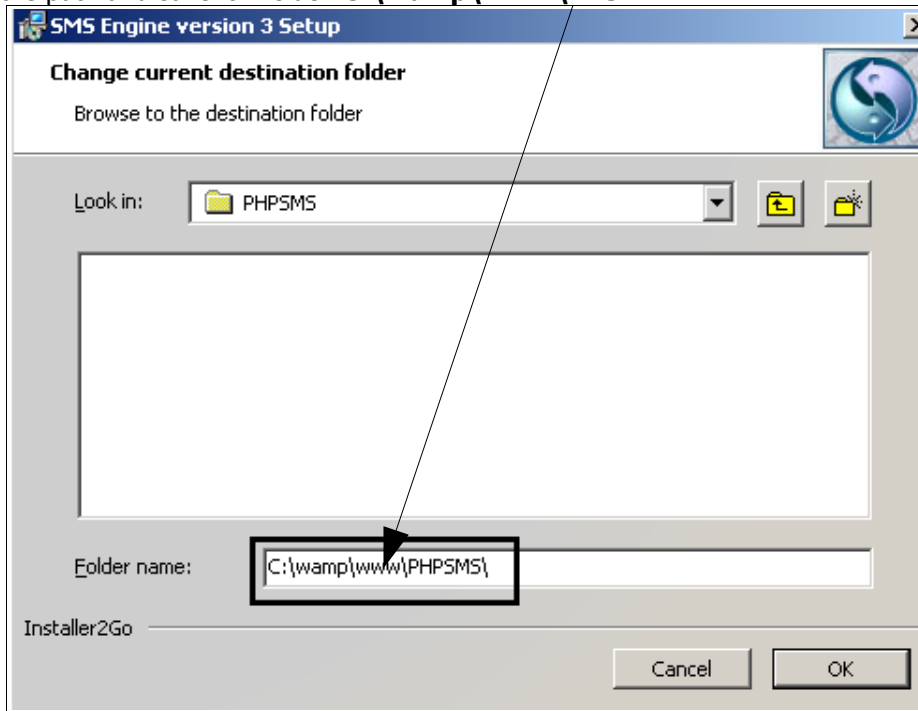 SMS Engine version 3 Setup
Change current destination folder
Browse to the destination folder
Look in: PHPSMS
Folder name: C:\wamp\www\PHPSMS\
Installer2Go
Cancel OK